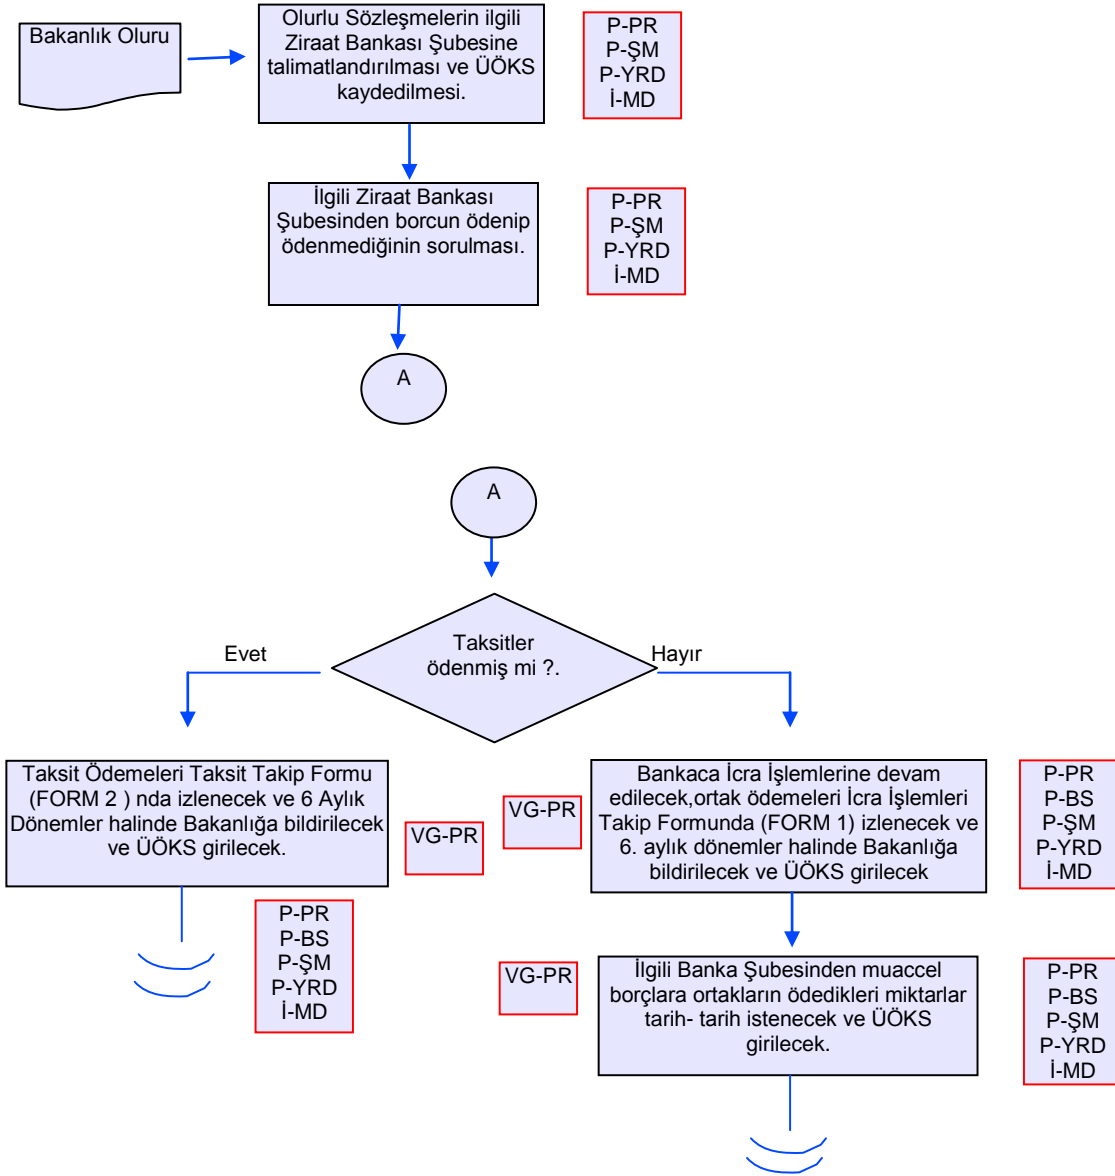 Bakanlık Oluru
Olurlu Sözleşmelerin ilgili
Ziraat Bankası Şubesine
talimatlandırılması ve ÜÖKS
kaydedilmesi.
P-PR
P-ŞM
P-YRD
İ-MD
İlgili Ziraat Bankası
Şubesinden borcun ödenip
ödenmediğinin sorulması.
P-PR
P-ŞM
P-YRD
İ-MD
A
A
Taksitler
ödenmiş mi ?.
Evet
Hayır
Taksit Ödemeleri Taksit Takip Formu
(FORM 2 ) nda izlenecek ve 6 Aylık
Dönemler halinde Bakanlığa bildirilecek
ve ÜÖKS girilecek.
VG-PR
P-PR
P-BS
P-ŞM
P-YRD
İ-MD
VG-PR
Bankaca İcra İşlemlerine devam
edilecek,ortak ödemeleri İcra İşlemleri
Takip Formunda (FORM 1) izlenecek ve
6. aylık dönemler halinde Bakanlığa
bildirilecek ve ÜÖKS girilecek
P-PR
P-BS
P-ŞM
P-YRD
İ-MD
VG-PR
İlgili Banka Şubesinden muaccel
borçlara ortakların ödedikleri miktarlar
tarih- tarih istenecek ve ÜÖKS
girilecek.
P-PR
P-BS
P-ŞM
P-YRD
İ-MD